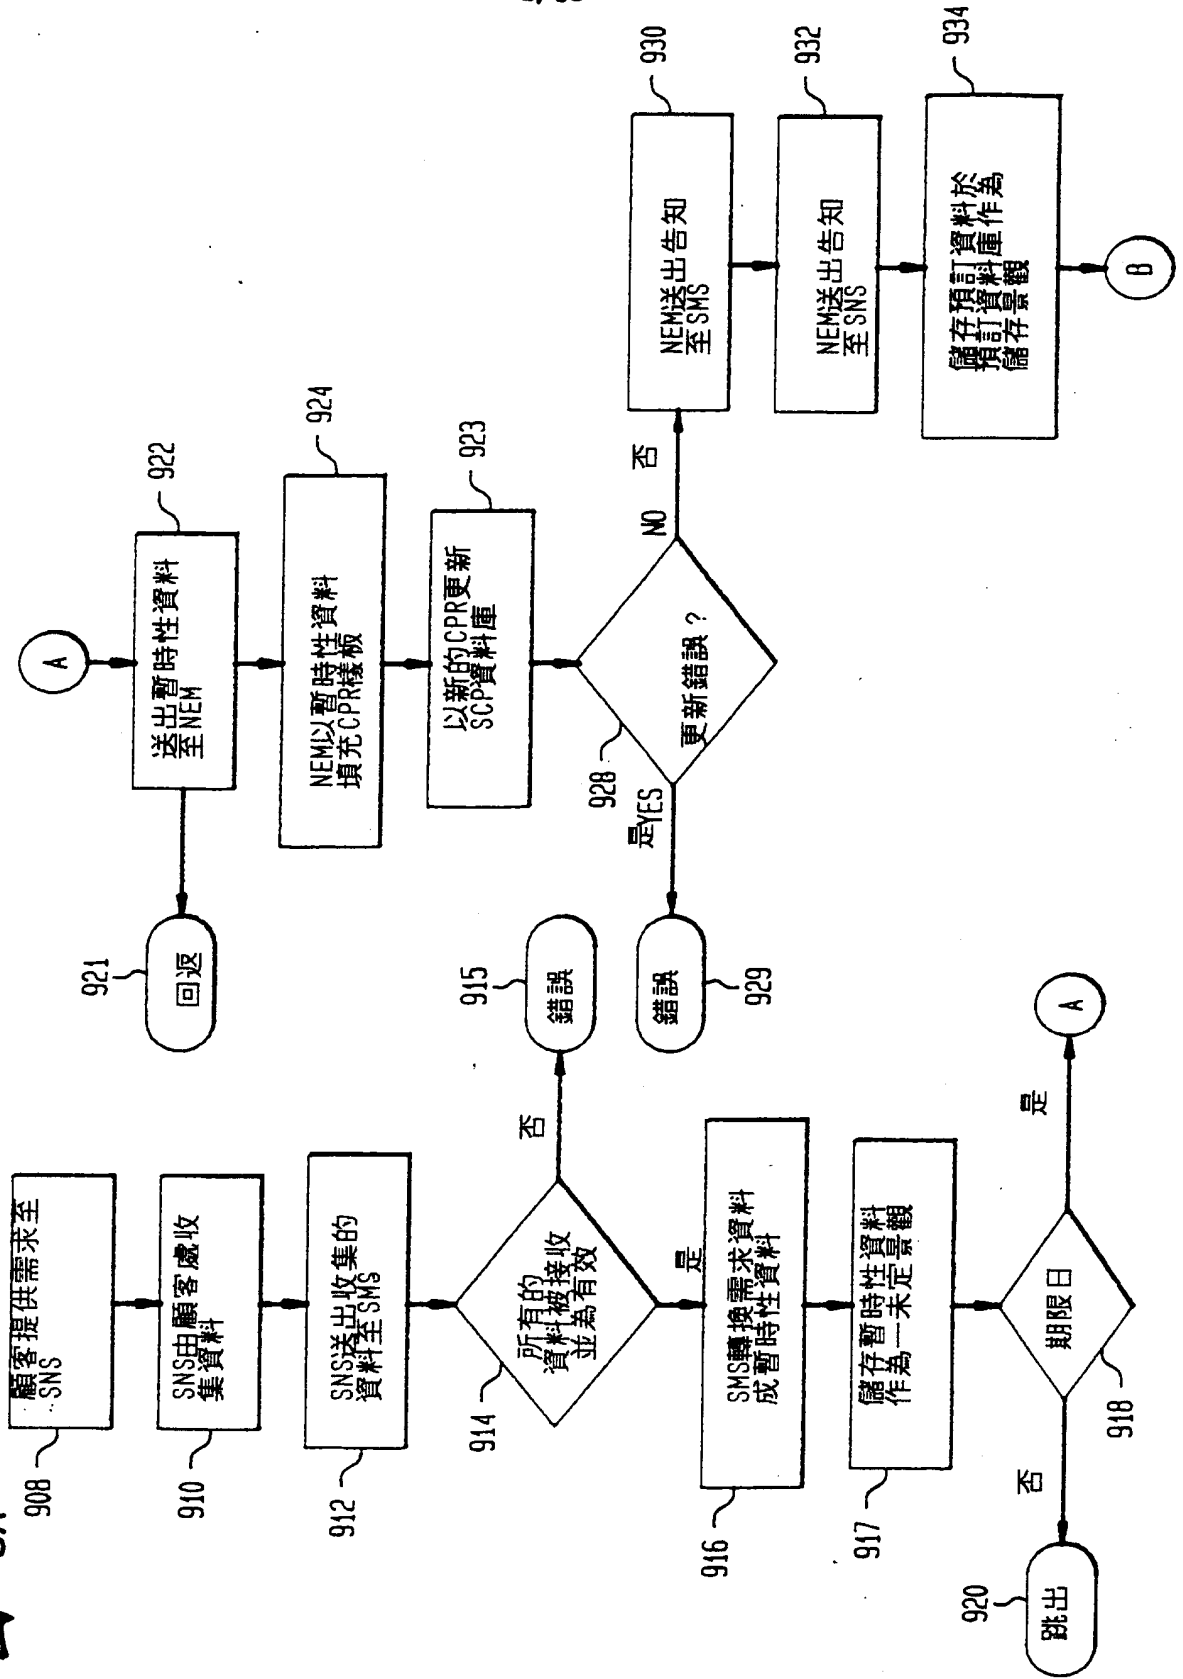 908
顧客提供需求至
SNS
910
SNS由顧客處收
集資料
912
SNS送出收集的
資料至SMS
914
所有的
資料被接收
並為有效
否
915
錯誤
是
916
SMS轉換需求資料
成暫時性資料
917
儲存暫時性資料
作為一未定景觀
918
期限日
否
920
跳出
是
A
A
922
送出暫時性資料
至NEM
921
回返
924
NEM以暫時性資料
填充CPR樣板
923
以新的CPR更新
SCP資料庫
928
更新錯誤?
是YES
錯誤
929
NO 否
930
NEM送出告知
至SMS
932
NEM送出告知
至SNS
934
儲存預訂資料於
預訂資料庫作為
儲存景觀
B